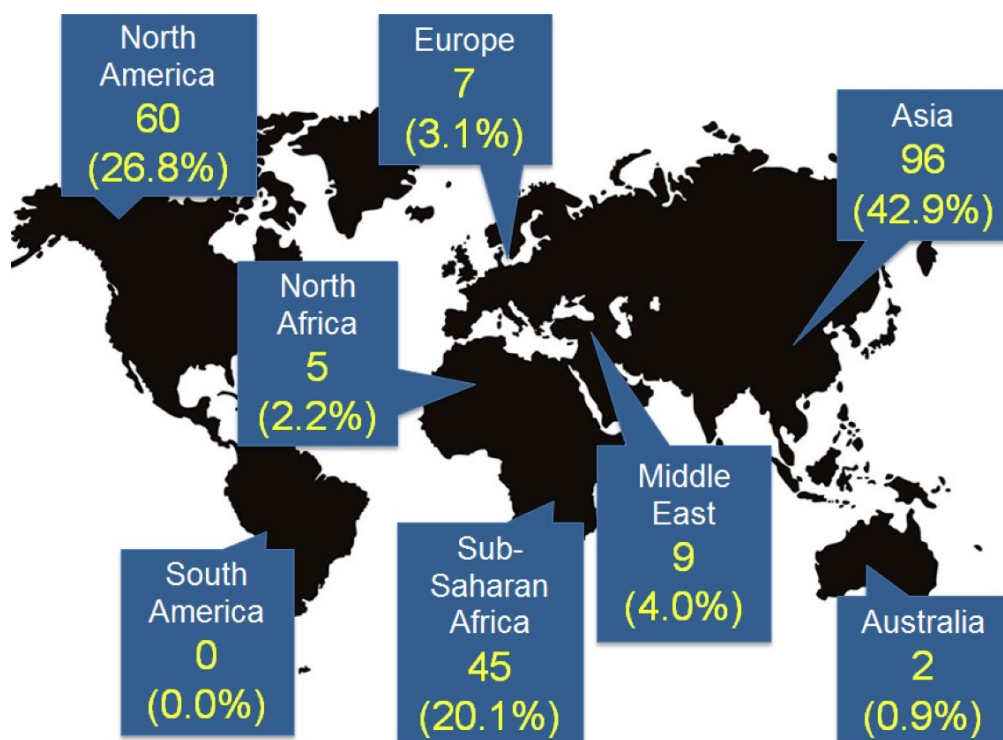 North
America
60
(26.8%)
Europe
7
(3.1%)
Asia
96
(42.9%)
North
Africa
5
(2.2%)
Middle
East
9
(4.0%)
South
America
0
(0.0%)
Sub-
Saharan
Africa
45
(20.1%)
Australia
2
(0.9%)